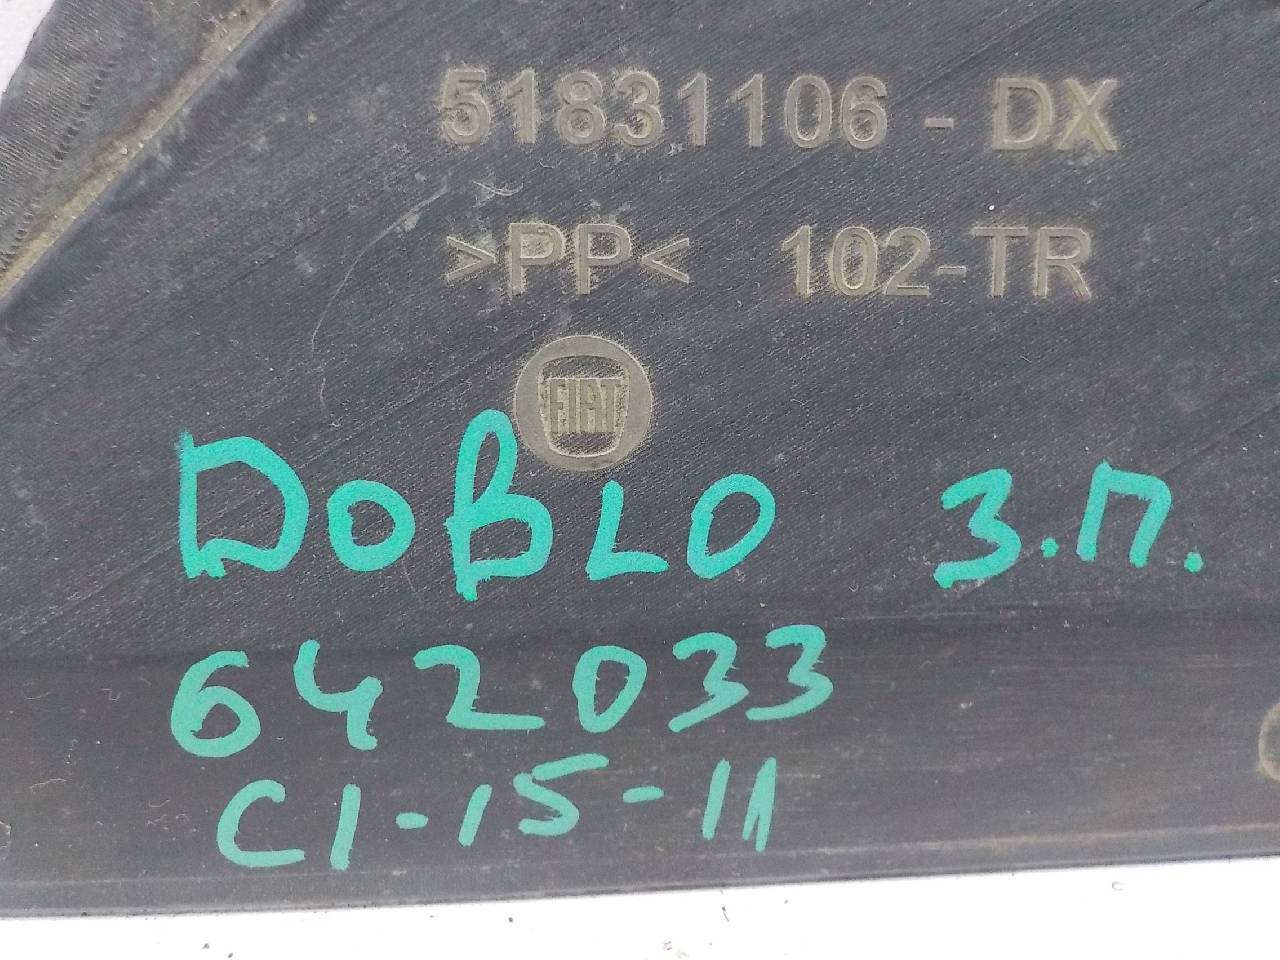 51831106 - DX
>PP< 102-TR
FIAT
DOBLO З.П.
642033
C1-15-11